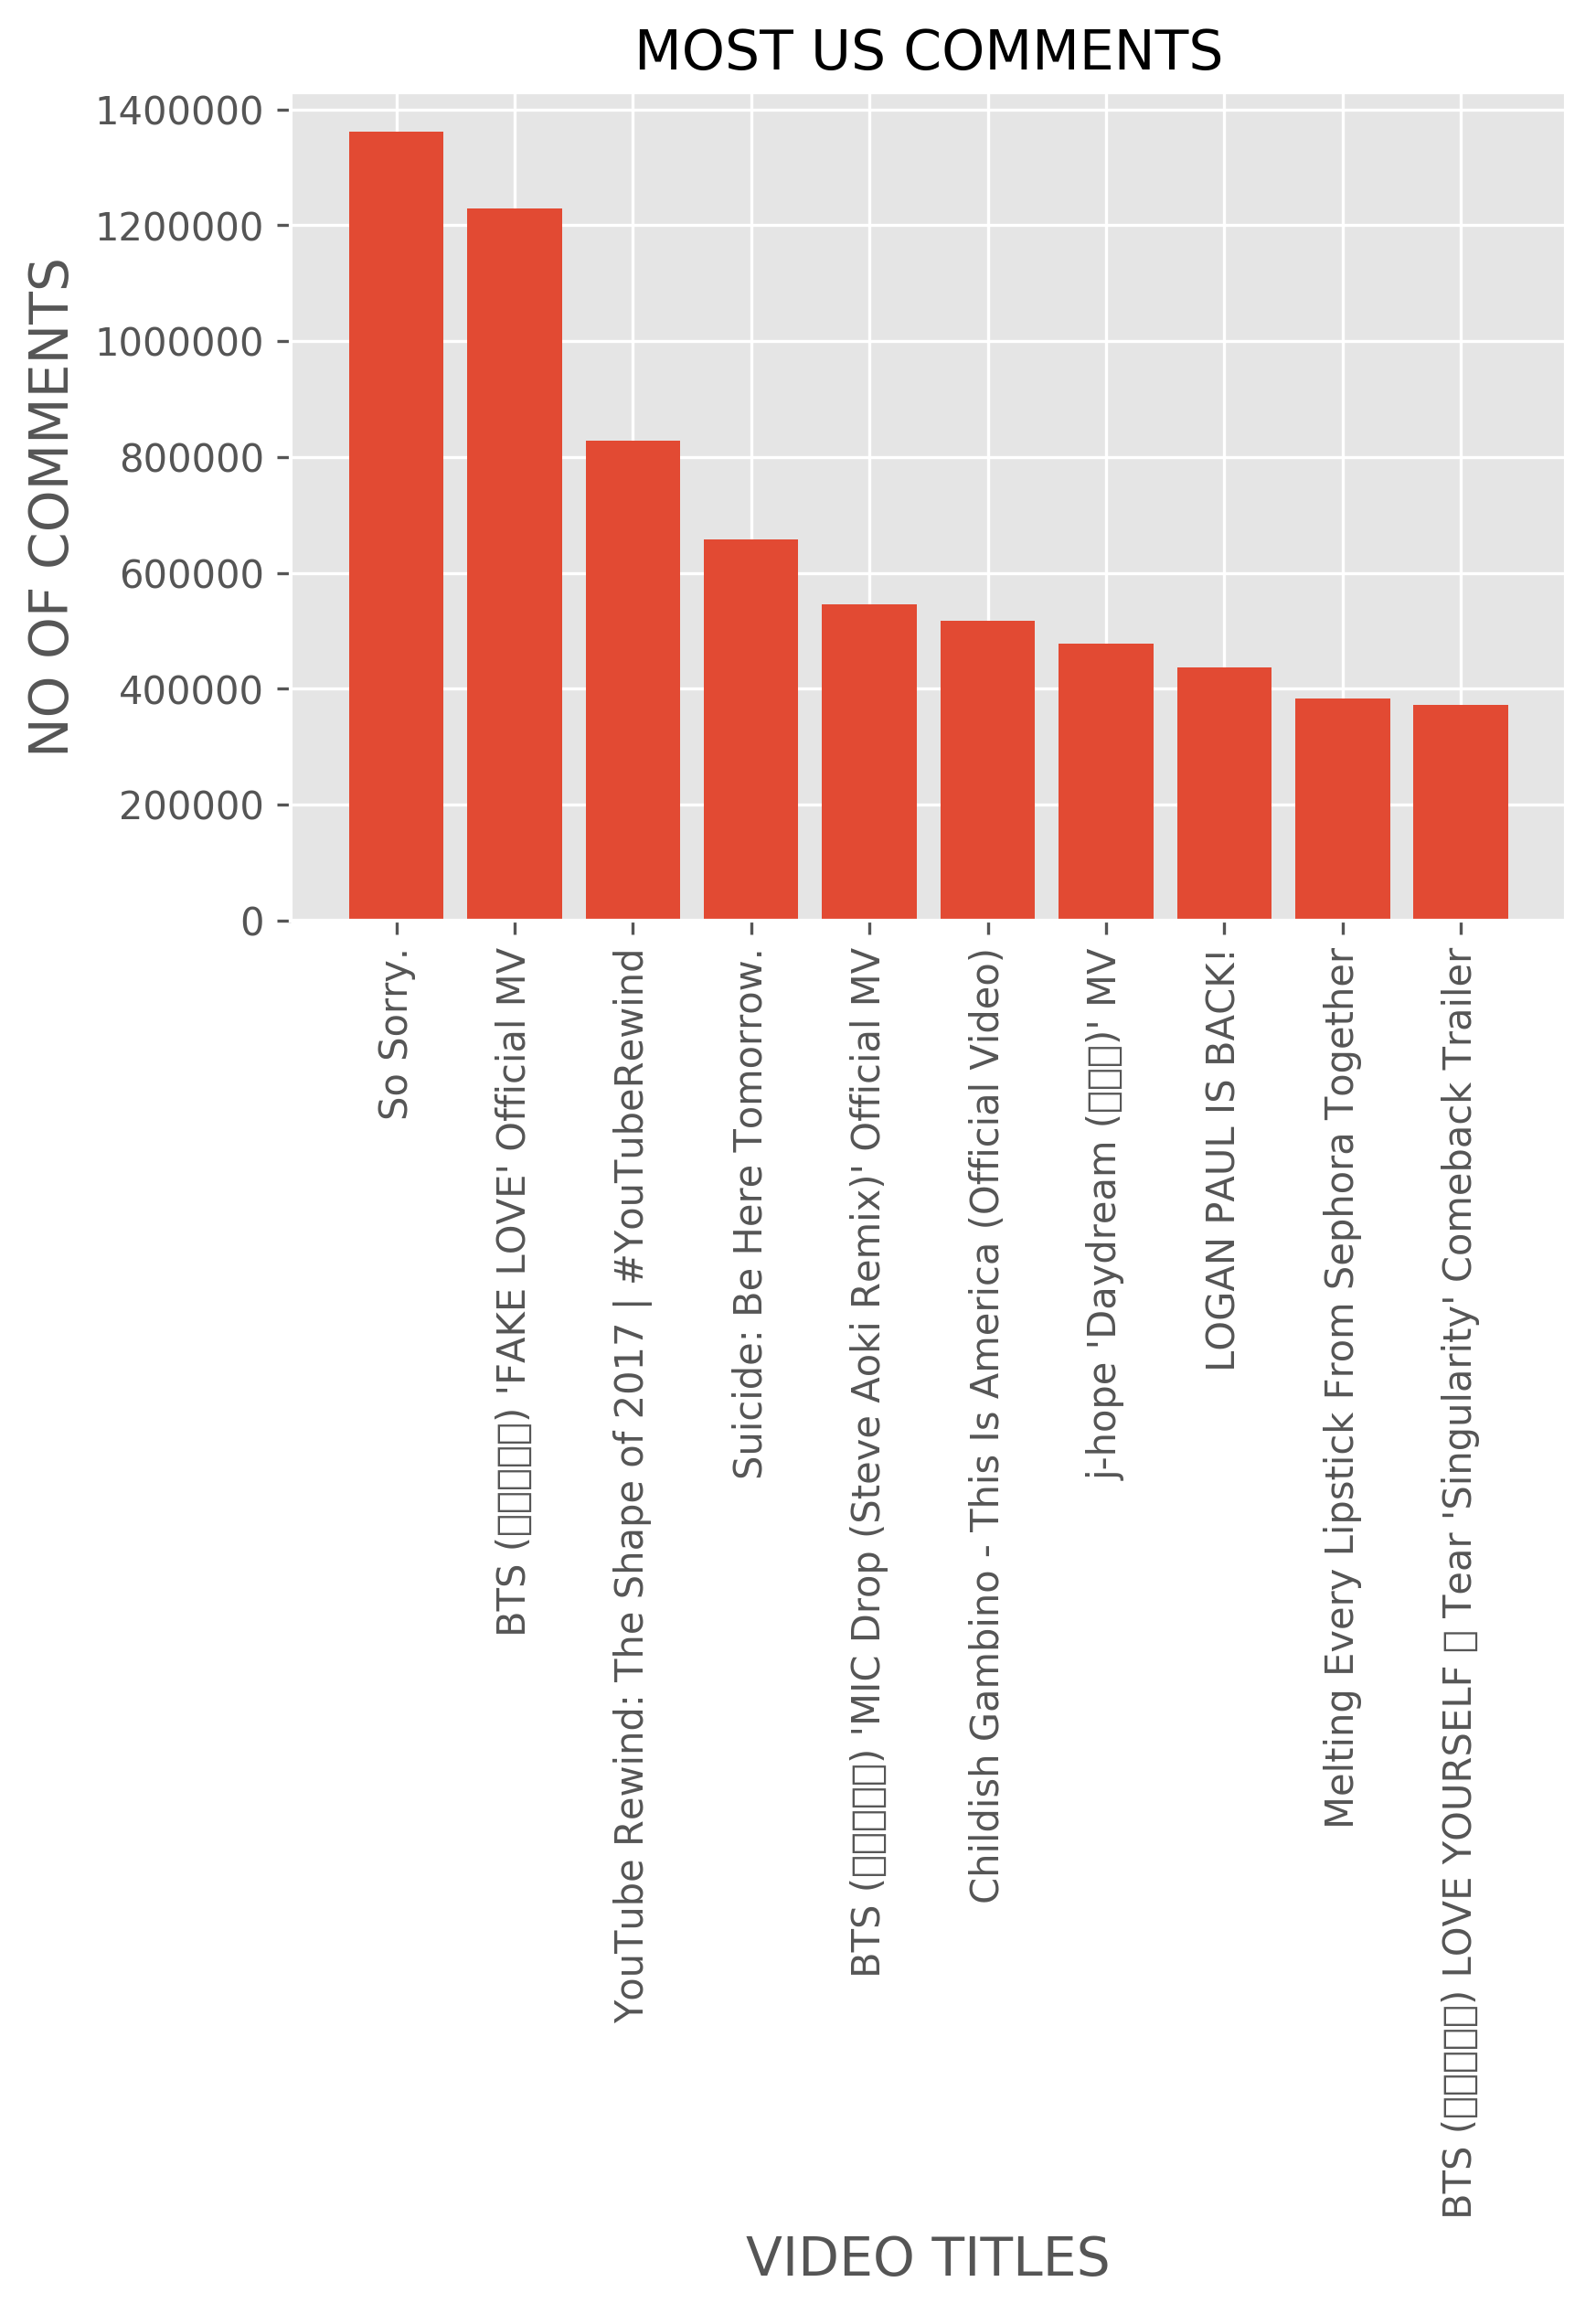 MOST US COMMENTS
NO OF COMMENTS
1400000
1200000
1000000
800000
600000
400000
200000
0
So Sorry.
BTS (□□□□□) 'FAKE LOVE' Official MV
YouTube Rewind: The Shape of 2017 | #YouTubeRewind
Suicide: Be Here Tomorrow.
BTS (□□□□□) 'MIC Drop (Steve Aoki Remix)' Official MV
Childish Gambino - This Is America (Official Video)
j-hope 'Daydream (□□□)' MV
LOGAN PAUL IS BACK!
Melting Every Lipstick From Sephora Together
BTS (□□□□□) LOVE YOURSELF □ Tear 'Singularity' Comeback Trailer
VIDEO TITLES